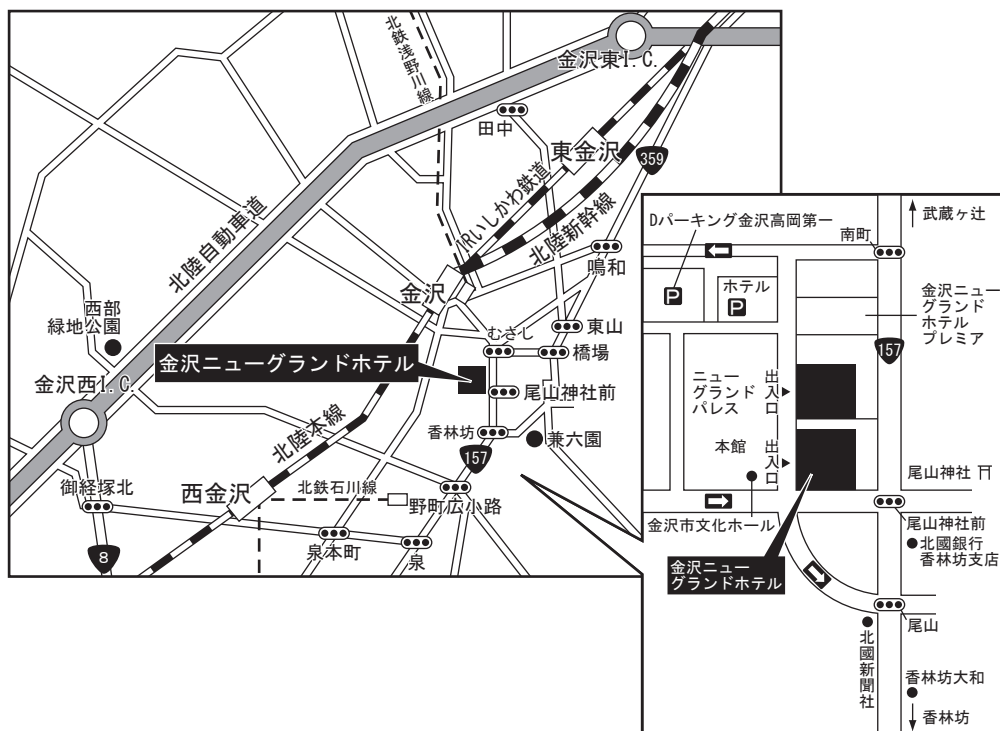 北鉄浅野川線
金沢東I.C.
田中
東金沢
359
IRいしかわ鉄道
北陸新幹線
北陸自動車道
鳴和
金沢
西部
緑地公園
むさし
東山
橋場
金沢ニューグランドホテル
金沢西I.C.
尾山神社前
香林坊
兼六園
北陸本線
157
御経塚北
西金沢
北鉄石川線
野町広小路
8
泉本町
泉
武蔵ヶ辻
Dパーキング金沢高岡第一
南町
P
ホテル
P
金沢ニュー
グランド
ホテル
プレミア
157
ニュー
グランド
パレス
出入口
本館
出入口
尾山神社
金沢市文化ホール
尾山神社前
北國銀行
香林坊支店
金沢ニュー
グランドホテル
尾山
北國新聞社
香林坊大和
香林坊